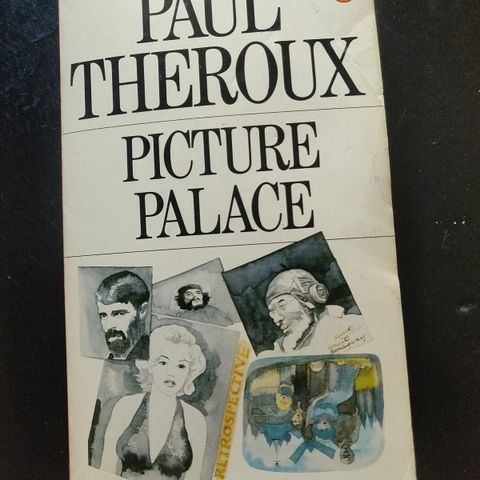 PAUL
THEROUX
PICTURE
PALACE
RETROSPECTIVE